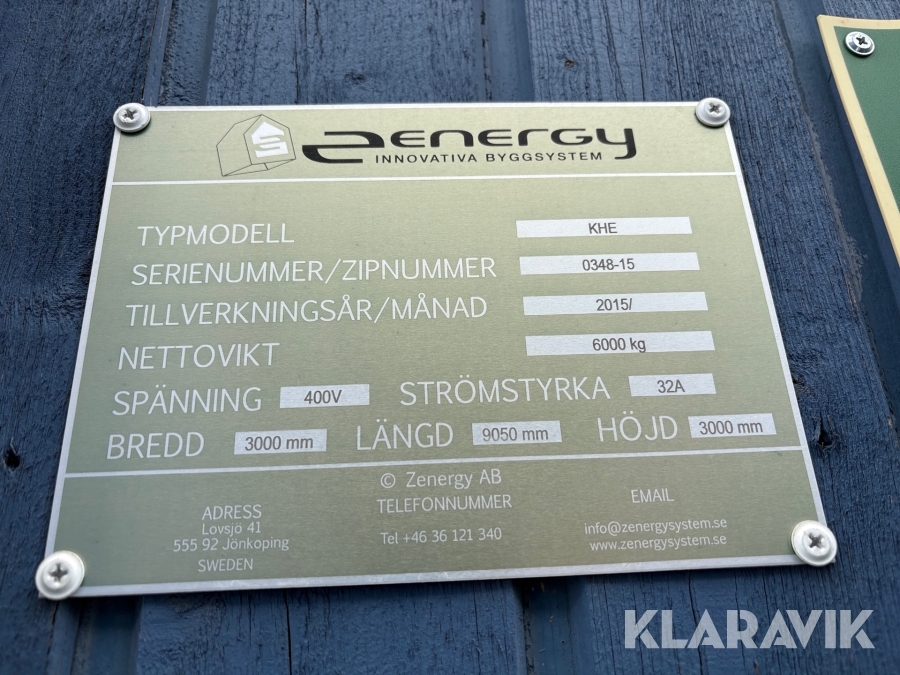 Zenergy
INNOVATIVA BYGGSYSTEM
TYPMODELL KHE
SERIENUMMER/ZIPNUMMER 0348-15
TILLVERKNINGSÅR/MÅNAD 2015/
NETTOVIKT 6000 kg
SPÄNNING 400V STRÖMSTYRKA 32A
BREDD 3000 mm LÄNGD 9050 mm HÖJD 3000 mm
© Zenergy AB
ADRESS
Lovsjö 41
555 92 Jönkoping
SWEDEN
TELEFONNUMMER
Tel +46 36 121 340
EMAIL
info@zenergysystem.se
www.zenergysystem.se
KLARAVIK